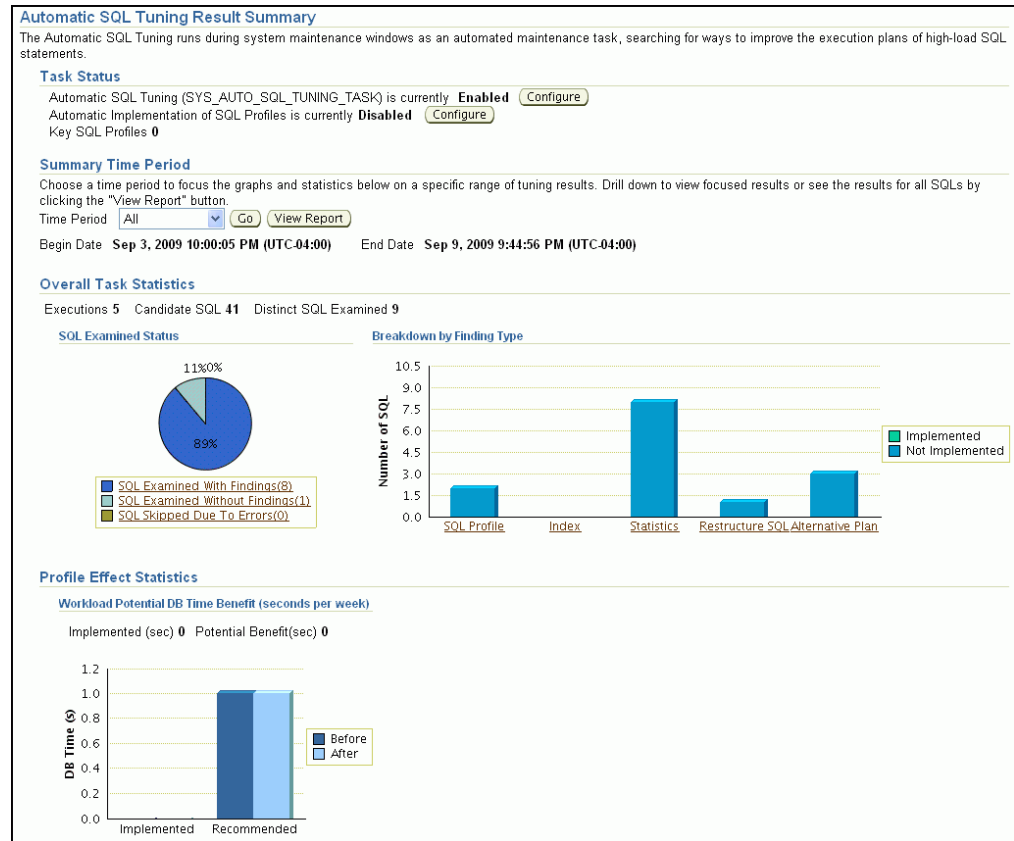 Automatic SQL Tuning Result Summary
The Automatic SQL Tuning runs during system maintenance windows as an automated maintenance task, searching for ways to improve the execution plans of high-load SQL
statements.
Task Status
Automatic SQL Tuning (SYS_AUTO_SQL_TUNING_TASK) is currently Enabled Configure
Automatic Implementation of SQL Profiles is currently Disabled Configure
Key SQL Profiles 0
Summary Time Period
Choose a time period to focus the graphs and statistics below on a specific range of tuning results. Drill down to view focused results or see the results for all SQLs by
clicking the "View Report" button.
Time Period All Go View Report
Begin Date Sep 3, 2009 10:00:05 PM (UTC-04:00) End Date Sep 9, 2009 9:44:56 PM (UTC-04:00)
Overall Task Statistics
Executions 5 Candidate SQL 41 Distinct SQL Examined 9
SQL Examined Status
11%0%
89%
SQL Examined With Findings(8)
SQL Examined Without Findings(1)
SQL Skipped Due To Errors(0)
Breakdown by Finding Type
Number of SQL
10.5
9.0
7.5
6.0
4.5
3.0
1.5
0.0
SQL Profile Index Statistics Restructure SQL Alternative Plan
Implemented
Not Implemented
Profile Effect Statistics
Workload Potential DB Time Benefit (seconds per week)
Implemented (sec) 0 Potential Benefit(sec) 0
DB Time (s)
1.2
1.0
0.8
0.6
0.4
0.2
0.0
Implemented Recommended
Before
After